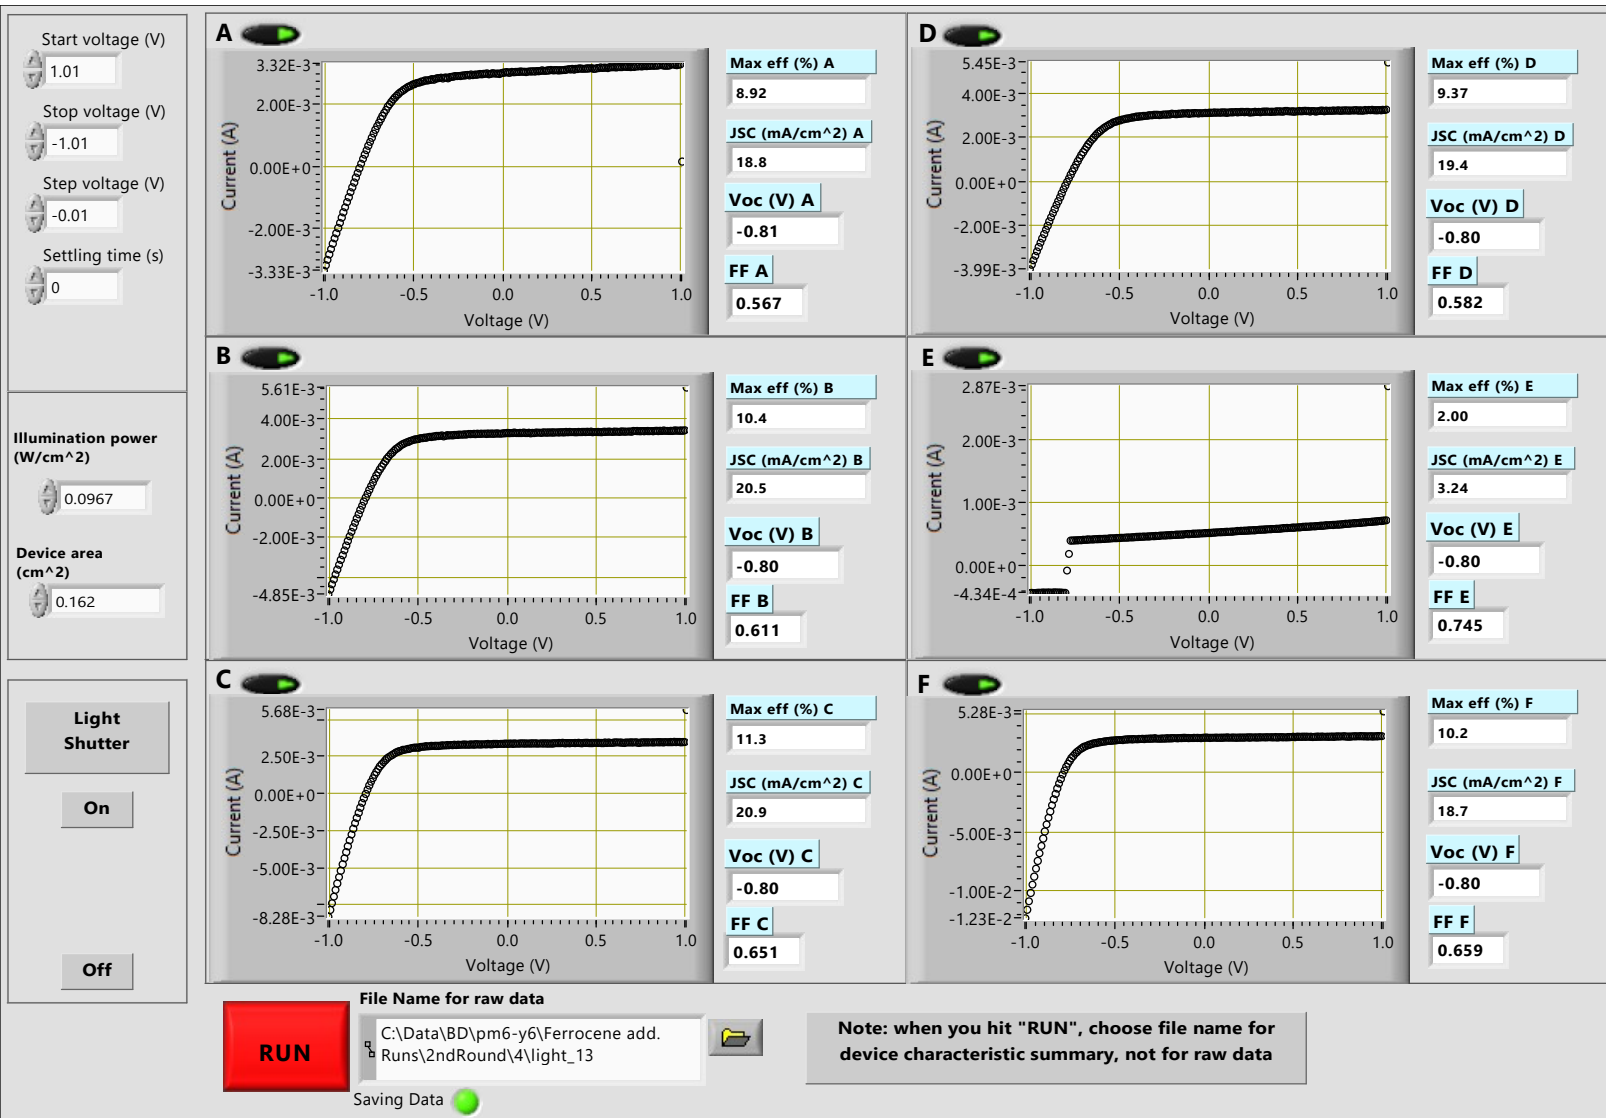 Start voltage (V)
1.01
Stop voltage (V)
-1.01
Step voltage (V)
-0.01
Settling time (s)
0
Illumination power
(W/cm^2)
0.0967
Device area
(cm^2)
0.162
Light
Shutter
On
Off
A
3.32E-3
2.00E-3
0.00E+0
-2.00E-3
-3.33E-3
Current (A)
-1.0 -0.5 0.0 0.5 1.0
Voltage (V)
Max eff (%) A
8.92
JSC (mA/cm^2) A
18.8
Voc (V) A
-0.81
FF A
0.567
B
5.61E-3
4.00E-3
2.00E-3
0.00E+0
-2.00E-3
-4.85E-3
Current (A)
-1.0 -0.5 0.0 0.5 1.0
Voltage (V)
Max eff (%) B
10.4
JSC (mA/cm^2) B
20.5
Voc (V) B
-0.80
FF B
0.611
C
5.68E-3
2.50E-3
0.00E+0
-2.50E-3
-5.00E-3
-8.28E-3
Current (A)
-1.0 -0.5 0.0 0.5 1.0
Voltage (V)
Max eff (%) C
11.3
JSC (mA/cm^2) C
20.9
Voc (V) C
-0.80
FF C
0.651
D
5.45E-3
4.00E-3
2.00E-3
0.00E+0
-2.00E-3
-3.99E-3
Current (A)
-1.0 -0.5 0.0 0.5 1.0
Voltage (V)
Max eff (%) D
9.37
JSC (mA/cm^2) D
19.4
Voc (V) D
-0.80
FF D
0.582
E
2.87E-3
2.00E-3
1.00E-3
0.00E+0
-4.34E-4
Current (A)
-1.0 -0.5 0.0 0.5 1.0
Voltage (V)
Max eff (%) E
2.00
JSC (mA/cm^2) E
3.24
Voc (V) E
-0.80
FF E
0.745
F
5.28E-3
0.00E+0
-5.00E-3
-1.00E-2
-1.23E-2
Current (A)
-1.0 -0.5 0.0 0.5 1.0
Voltage (V)
Max eff (%) F
10.2
JSC (mA/cm^2) F
18.7
Voc (V) F
-0.80
FF F
0.659
RUN
File Name for raw data
C:\Data\BD\pm6-y6\Ferrocene add.
Runs\2ndRound\4\light_13
Saving Data
Note: when you hit "RUN", choose file name for
device characteristic summary, not for raw data